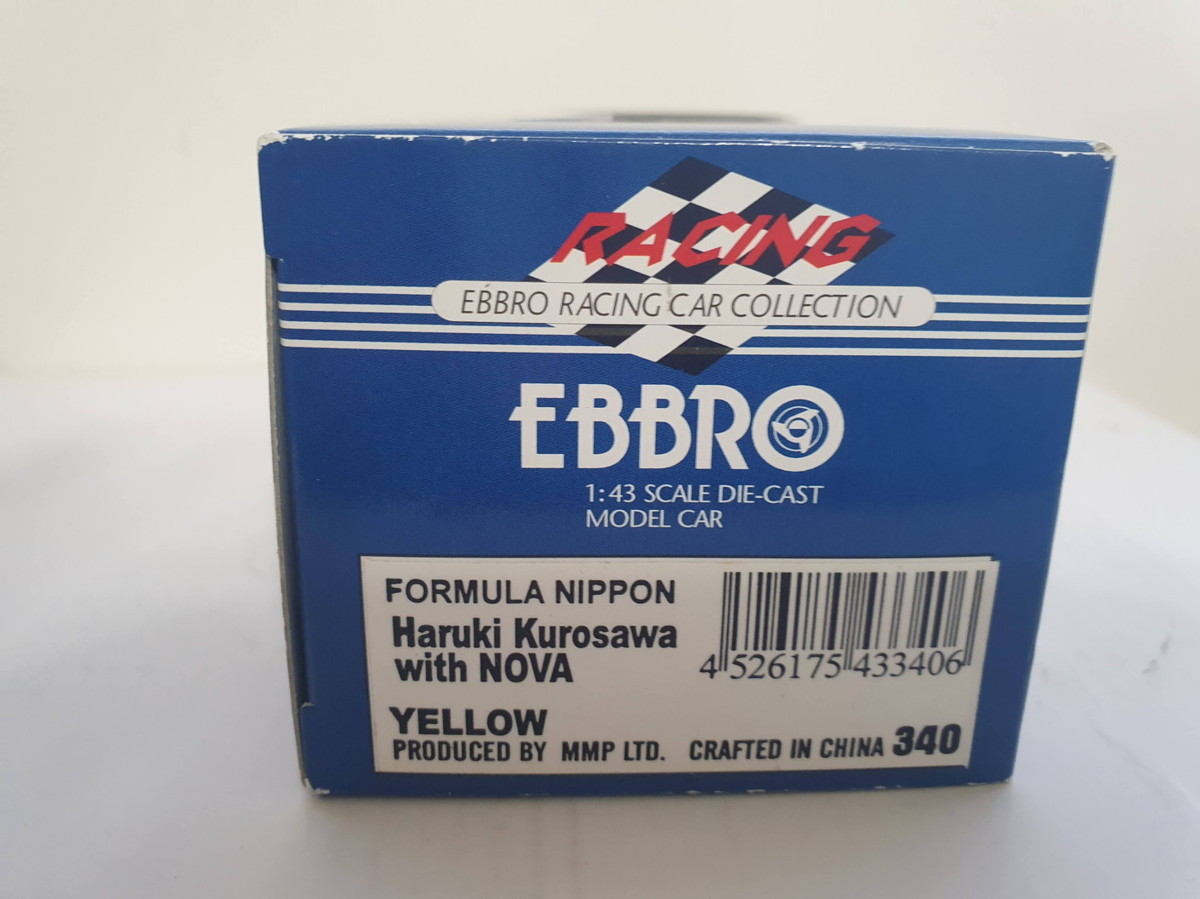 RACING
EBBRO RACING CAR COLLECTION
EBBRO
1:43 SCALE DIE-CAST
MODEL CAR
FORMULA NIPPON
Haruki Kurosawa
with NOVA
4 526175 433406
YELLOW
PRODUCED BY MMP LTD. CRAFTED IN CHINA 340